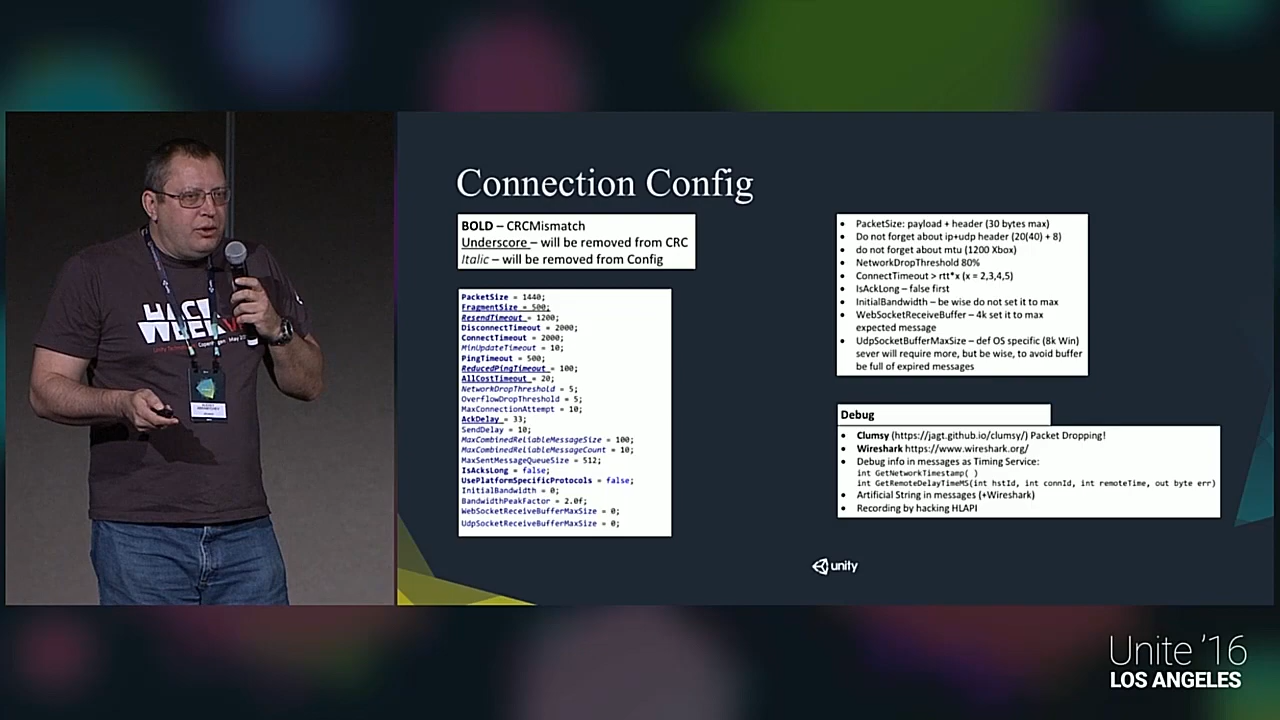 Connection Config
BOLD – CRCMismatch
Underscore – will be removed from CRC
Italic – will be removed from Config
PacketSize = 1440;
FragmentSize = 500;
ResendTimeout = 1200;
DisconnectTimeout = 2000;
ConnectTimeout = 2000;
MinUpdateTimeout = 10;
PingTimeout = 500;
ReducedPingTimeout = 100;
AllCostTimeout = 20;
NetworkDropThreshold = 5;
OverflowDropThreshold = 5;
MaxConnectionAttempt = 10;
AckDelay = 33;
SendDelay = 10;
MaxCombinedReliableMessageSize = 100;
MaxCombinedReliableMessageCount = 10;
MaxSentMessageQueueSize = 512;
IsAcksLong = false;
UsePlatformSpecificProtocols = false;
InitialBandwidth = 0;
BandwidthPeakFactor = 2.0f;
WebSocketReceiveBufferMaxSize = 0;
UdpSocketReceiveBufferMaxSize = 0;
• PacketSize: payload + header (30 bytes max)
• Do not forget about ip+udp header (20(40) + 8)
• do not forget about mtu (1200 Xbox)
• NetworkDropThreshold 80%
• ConnectTimeout > rtt*x (x = 2,3,4,5)
• IsAckLong – false first
• InitialBandwidth – be wise do not set it to max
• WebSocketReceiveBuffer – 4k set it to max
expected message
• UdpSocketBufferMaxSize – def OS specific (8k Win)
sever will require more, but be wise, to avoid buffer
be full of expired messages
Debug
• Clumsy (https://jagt.github.io/clumsy/) Packet Dropping!
• Wireshark https://www.wireshark.org/
• Debug info in messages as Timing Service:
int GetNetworkTimestamp( )
int GetRemoteDelayTimeMS(int hstId, int connId, int remoteTime, out byte err)
• Artificial String in messages (+Wireshark)
• Recording by hacking HLAPI
unity
HACK
WEEK
Unite '16
LOS ANGELES